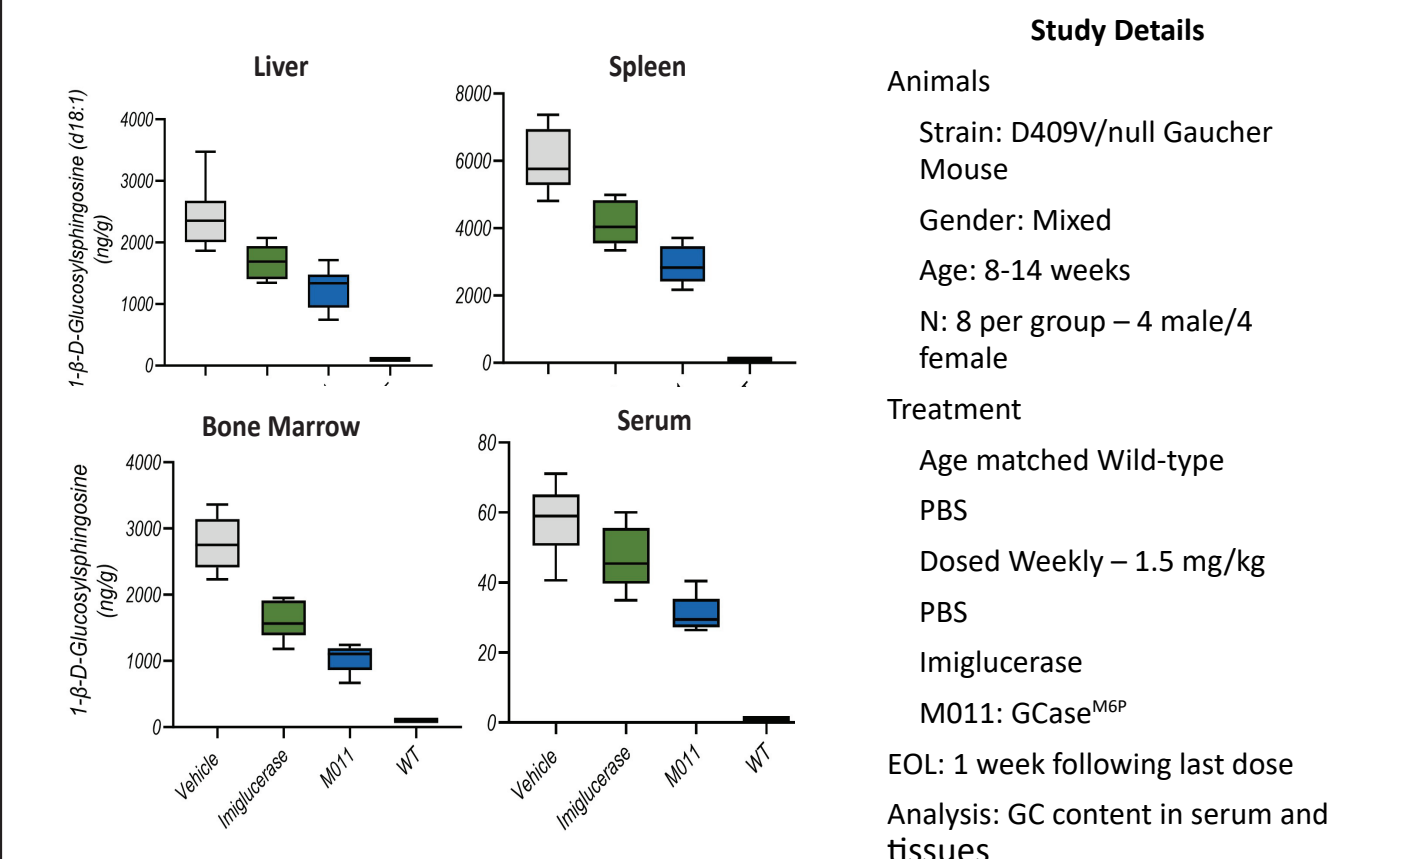 Study Details
Liver
Spleen
1-β-D-Glucosylsphingosine (d18:1)
(ng/g)
4000
3000
2000
1000
0
8000
6000
4000
2000
0
Bone Marrow
Serum
1-β-D-Glucosylsphingosine
(ng/g)
4000
3000
2000
1000
0
Vehicle
Imiglucerase
M011
WT
80
60
40
20
0
Vehicle
Imiglucerase
M011
WT
Animals
Strain: D409V/null Gaucher
Mouse
Gender: Mixed
Age: 8-14 weeks
N: 8 per group – 4 male/4
female
Treatment
Age matched Wild-type
PBS
Dosed Weekly – 1.5 mg/kg
PBS
Imiglucerase
M011: GCaseM6P
EOL: 1 week following last dose
Analysis: GC content in serum and
tissues